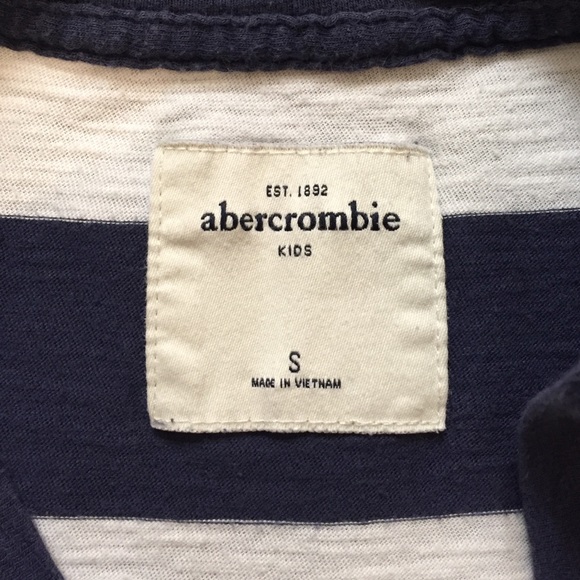 EST. 1892
abercrombie
KIDS
S
MADE IN VIETNAM